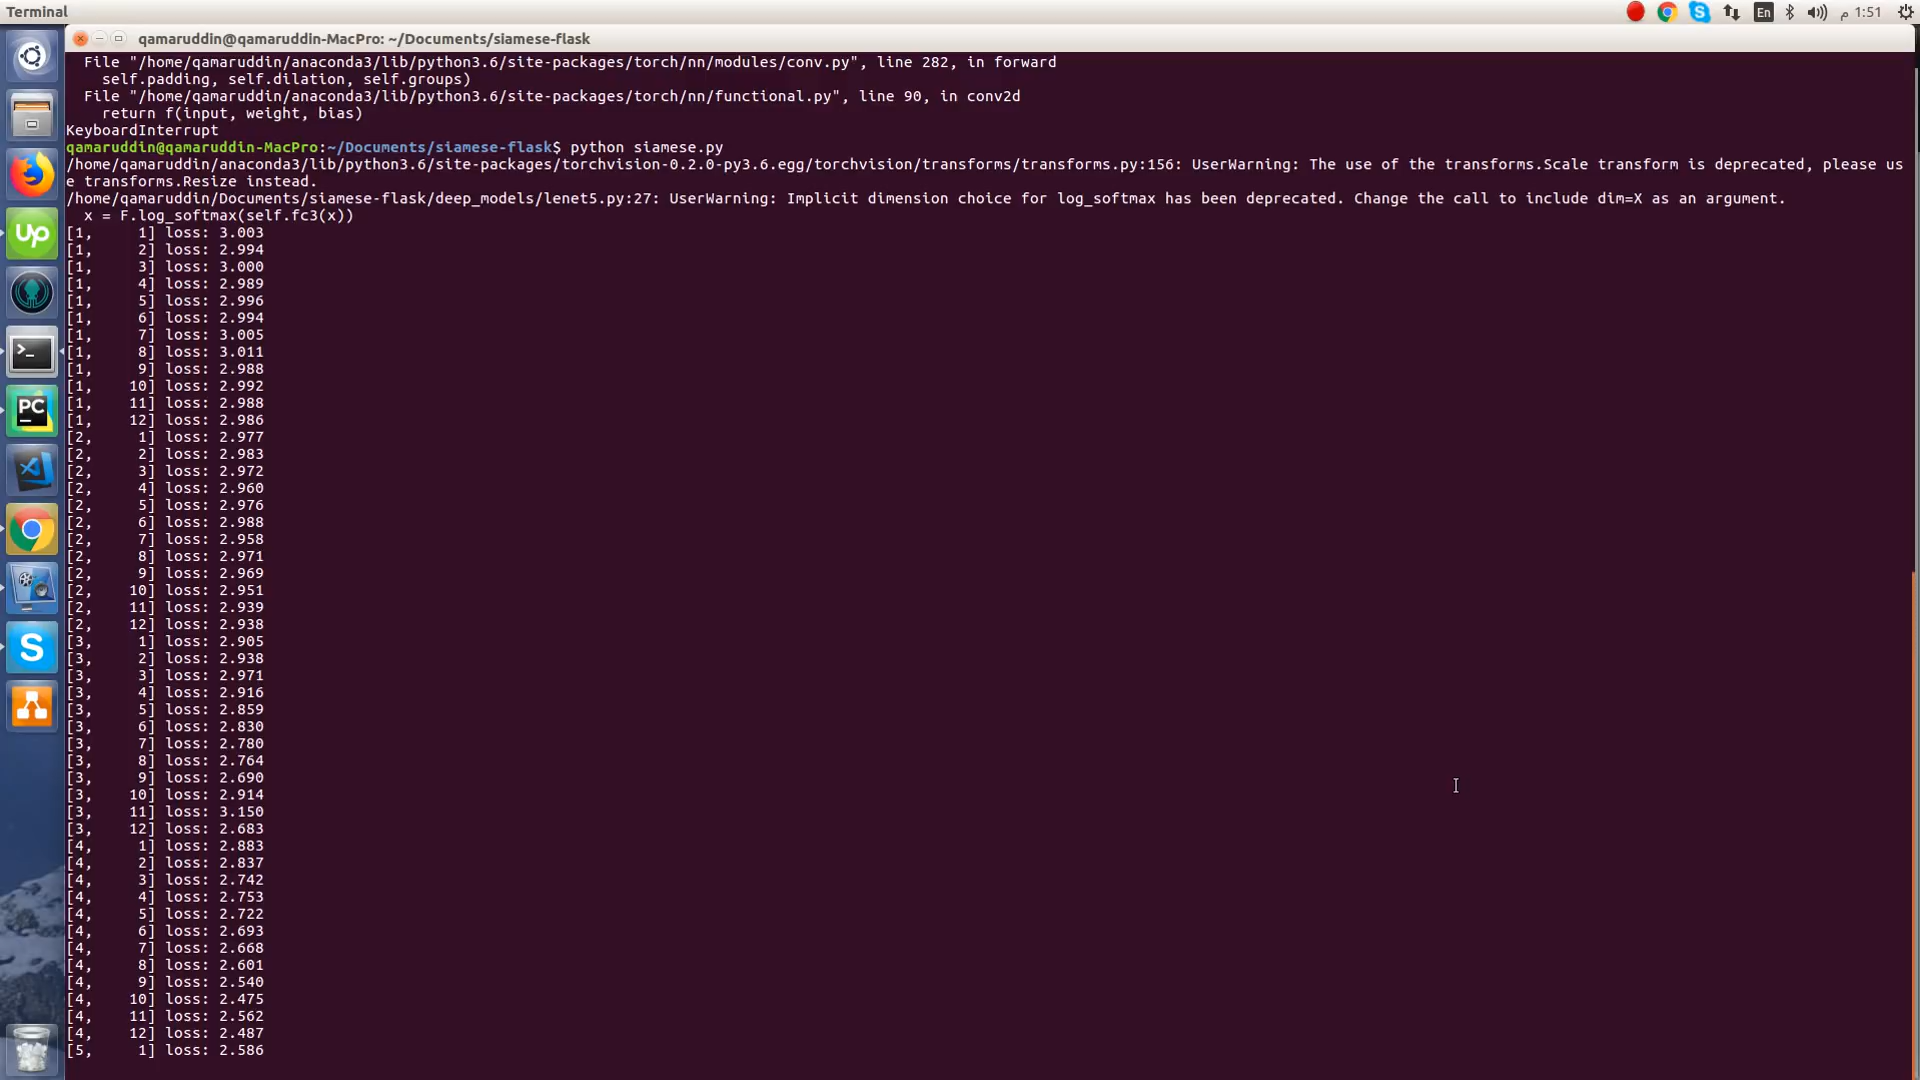 Terminal
En
م 1:51
qamaruddin@qamaruddin-MacPro: ~/Documents/siamese-flask
File "/home/qamaruddin/anaconda3/lib/python3.6/site-packages/torch/nn/modules/conv.py", line 282, in forward
self.padding, self.dilation, self.groups)
File "/home/qamaruddin/anaconda3/lib/python3.6/site-packages/torch/nn/functional.py", line 90, in conv2d
return f(input, weight, bias)
KeyboardInterrupt
qamaruddin@qamaruddin-MacPro:~/Documents/siamese-flask$ python siamese.py
/home/qamaruddin/anaconda3/lib/python3.6/site-packages/torchvision-0.2.0-py3.6.egg/torchvision/transforms/transforms.py:156: UserWarning: The use of the transforms.Scale transform is deprecated, please us
e transforms.Resize instead.
/home/qamaruddin/Documents/siamese-flask/deep_models/lenet5.py:27: UserWarning: Implicit dimension choice for log_softmax has been deprecated. Change the call to include dim=X as an argument.
x = F.log_softmax(self.fc3(x))
[1,     1] loss: 3.003
[1,     2] loss: 2.994
[1,     3] loss: 3.000
[1,     4] loss: 2.989
[1,     5] loss: 2.996
[1,     6] loss: 2.994
[1,     7] loss: 3.005
[1,     8] loss: 3.011
[1,     9] loss: 2.988
[1,    10] loss: 2.992
[1,    11] loss: 2.988
[1,    12] loss: 2.986
[2,     1] loss: 2.977
[2,     2] loss: 2.983
[2,     3] loss: 2.972
[2,     4] loss: 2.960
[2,     5] loss: 2.976
[2,     6] loss: 2.988
[2,     7] loss: 2.958
[2,     8] loss: 2.971
[2,     9] loss: 2.969
[2,    10] loss: 2.951
[2,    11] loss: 2.939
[2,    12] loss: 2.938
[3,     1] loss: 2.905
[3,     2] loss: 2.938
[3,     3] loss: 2.971
[3,     4] loss: 2.916
[3,     5] loss: 2.859
[3,     6] loss: 2.830
[3,     7] loss: 2.780
[3,     8] loss: 2.764
[3,     9] loss: 2.690
[3,    10] loss: 2.914
[3,    11] loss: 3.150
[3,    12] loss: 2.683
[4,     1] loss: 2.883
[4,     2] loss: 2.837
[4,     3] loss: 2.742
[4,     4] loss: 2.753
[4,     5] loss: 2.722
[4,     6] loss: 2.693
[4,     7] loss: 2.668
[4,     8] loss: 2.601
[4,     9] loss: 2.540
[4,    10] loss: 2.475
[4,    11] loss: 2.562
[4,    12] loss: 2.487
[5,     1] loss: 2.586
Up
PC
S